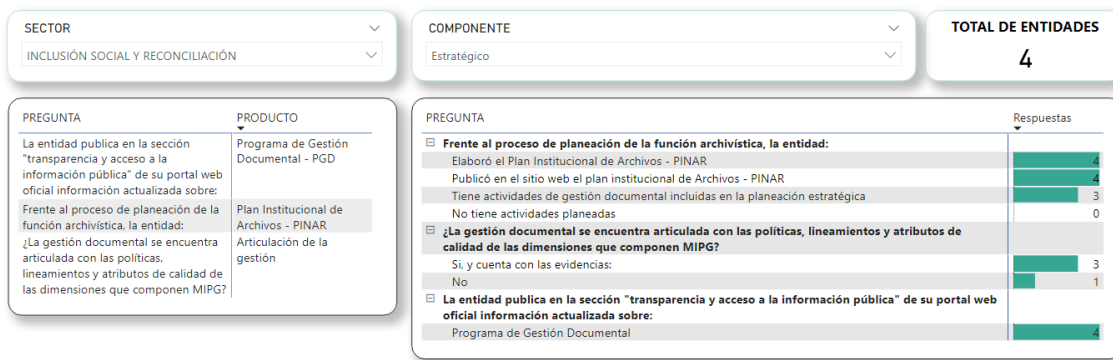 SECTOR
INCLUSIÓN SOCIAL Y RECONCILIACIÓN
COMPONENTE
Estratégico
TOTAL DE ENTIDADES
4
PREGUNTA PRODUCTO
La entidad publica en la sección Programa de Gestión
"transparencia y acceso a la Documental - PGD
información pública" de su portal web
oficial información actualizada sobre:
Frente al proceso de planeación de la Plan Institucional de
función archivística, la entidad: Archivos - PINAR
¿La gestión documental se encuentra Articulación de la
articulada con las políticas, gestión
lineamientos y atributos de calidad de
las dimensiones que componen MIPG?
PREGUNTA Respuestas
Frente al proceso de planeación de la función archivística, la entidad:
Elaboró el Plan Institucional de Archivos - PINAR 4
Publicó en el sitio web el plan institucional de Archivos - PINAR 4
Tiene actividades de gestión documental incluidas en la planeación estratégica 3
No tiene actividades planeadas 0
¿La gestión documental se encuentra articulada con las políticas, lineamientos y atributos de
calidad de las dimensiones que componen MIPG?
Si, y cuenta con las evidencias: 3
No 1
La entidad publica en la sección "transparencia y acceso a la información pública" de su portal web
oficial información actualizada sobre:
Programa de Gestión Documental 4